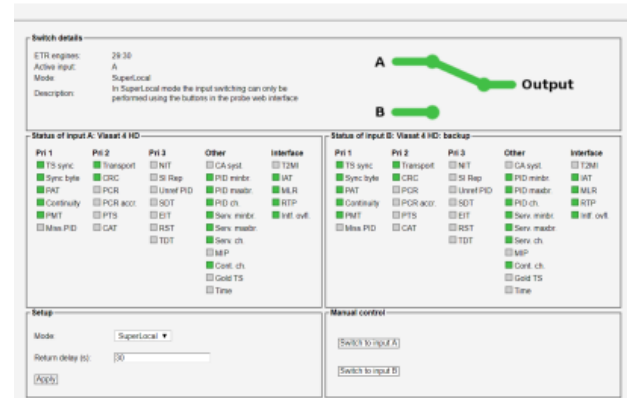 Switch details
ETR engines: 29:30
Active input: A
Mode: SuperLocal
Description: In SuperLocal mode the input switching can only be
performed using the buttons in the probe web interface
A
Output
B
Status of input A: Viasat 4 HD
Pri 1 Pri 2 Pri 3 Other Interface
TS sync Transport NIT CA syst. T2MI
Sync byte CRC SI Rep PID minbr. IAT
PAT PCR Unref PID PID maxbr. MLR
Continuity PCR accr. SDT PID ch. RTP
PMT PTS EIT Serv. minbr. Intf. ovfl.
Miss.PID CAT RST Serv. maxbr.
TDT Serv. ch.
MIP
Cont. ch.
Gold TS
Time
Status of input B: Viasat 4 HD: backup
Pri 1 Pri 2 Pri 3 Other Interface
TS sync Transport NIT CA syst. T2MI
Sync byte CRC SI Rep PID minbr. IAT
PAT PCR Unref PID PID maxbr. MLR
Continuity PCR accr. SDT PID ch. RTP
PMT PTS EIT Serv. minbr. Intf. ovfl.
Miss.PID CAT RST Serv. maxbr.
TDT Serv. ch.
MIP
Cont. ch.
Gold TS
Time
Setup
Mode: SuperLocal
Return delay (s): 30
Apply
Manual control
Switch to input A
Switch to input B